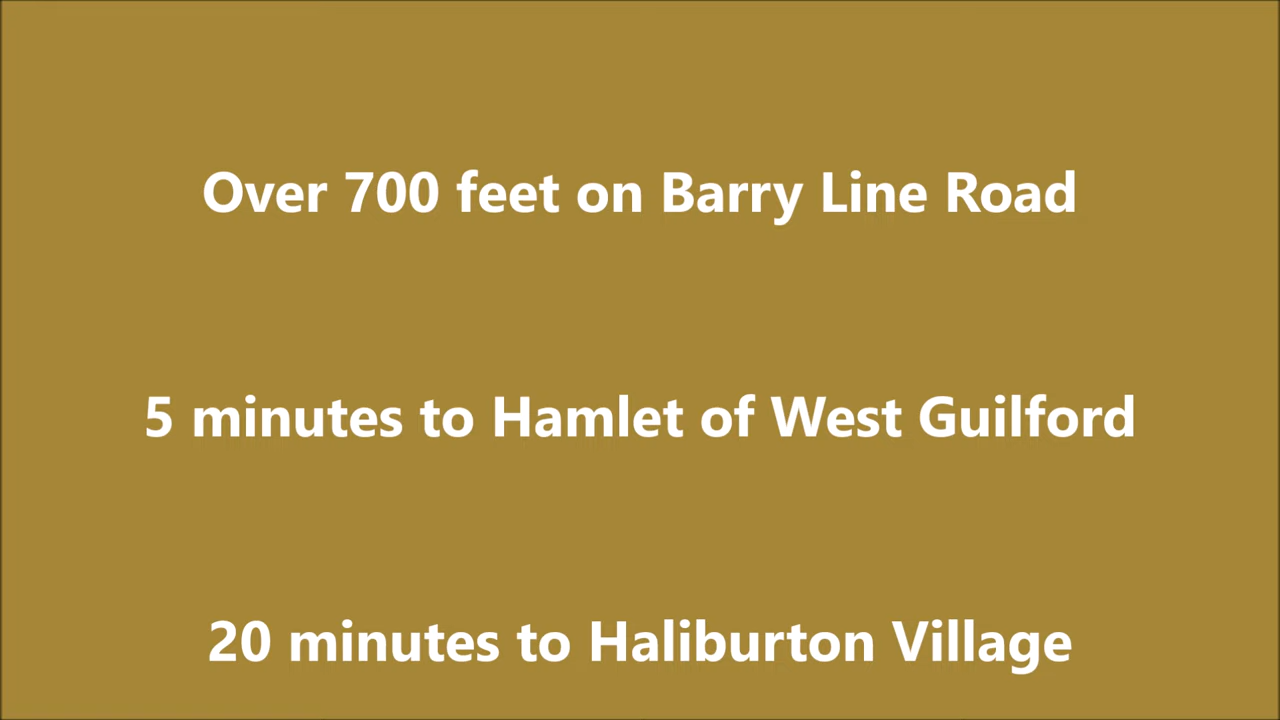 Over 700 feet on Barry Line Road
5 minutes to Hamlet of West Guilford
20 minutes to Haliburton Village